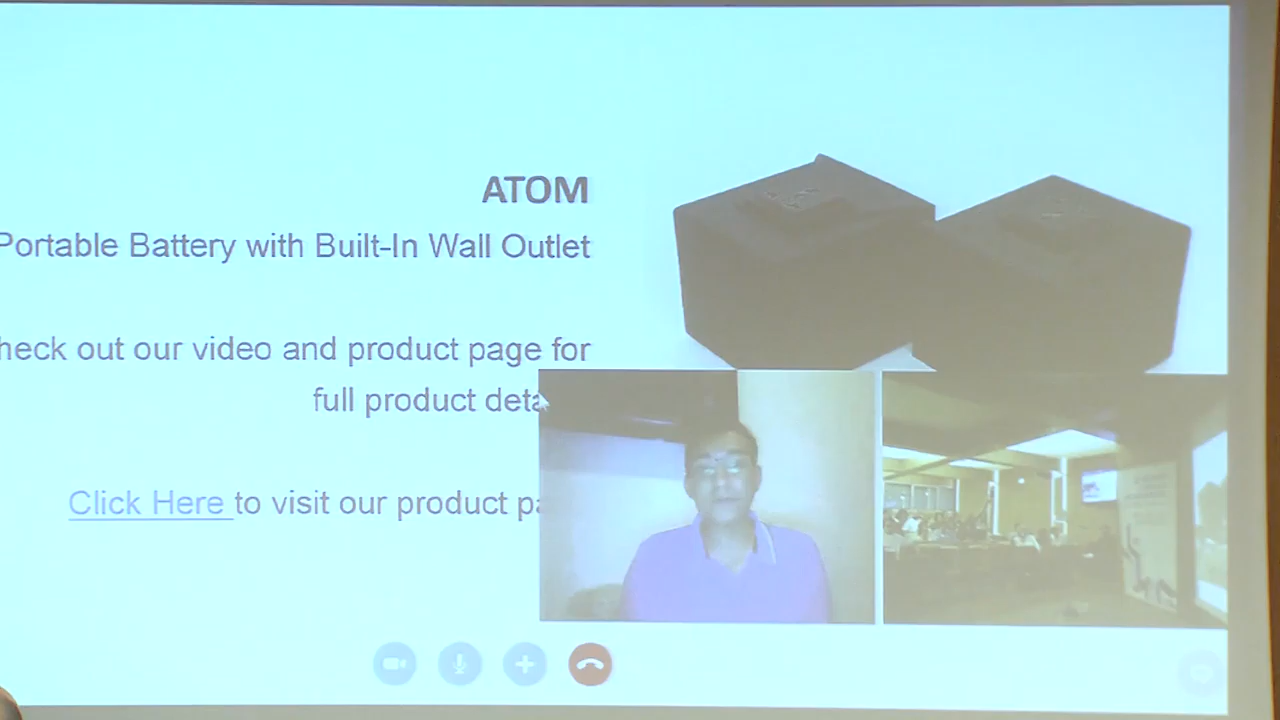 ATOM
Portable Battery with Built-In Wall Outlet
heck out our video and product page for
full product deta
Click Here to visit our product pa